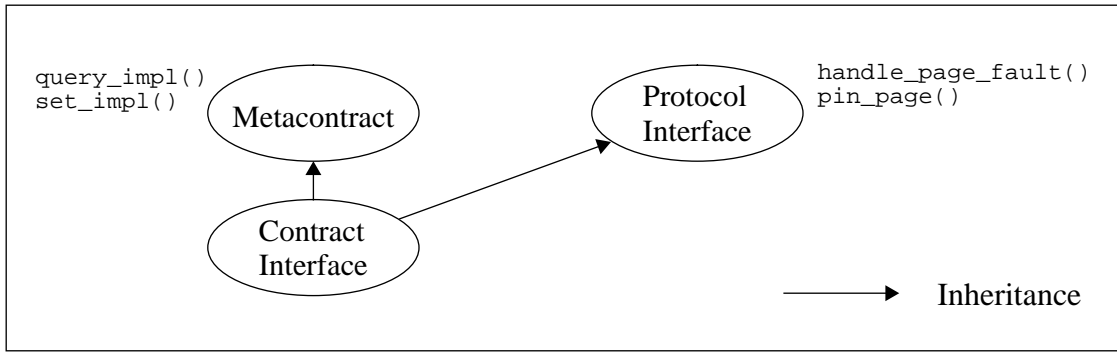 query_impl()
set_impl()
Metacontract
Protocol
Interface
handle_page_fault()
pin_page()
Contract
Interface
Inheritance